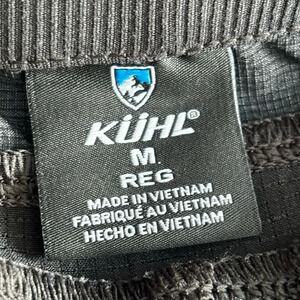 KÜHL®
M.
REG
MADE IN VIETNAM
FABRIQUÉ AU VIETNAM
HECHO EN VIETNAM